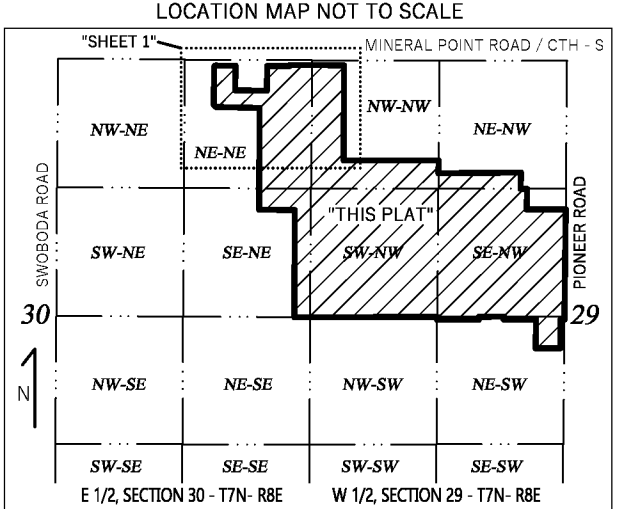 LOCATION MAP NOT TO SCALE
"SHEET 1"
MINERAL POINT ROAD / CTH - S
NW-NE
NE-NE
NW-NW
NE-NW
SWOBODA ROAD
PIONEER ROAD
"THIS PLAT"
SW-NE
SE-NE
SW-NW
SE-NW
30
29
N
NW-SE
NE-SE
NW-SW
NE-SW
SW-SE
SE-SE
SW-SW
SE-SW
E 1/2, SECTION 30 - T7N- R8E
W 1/2, SECTION 29 - T7N- R8E